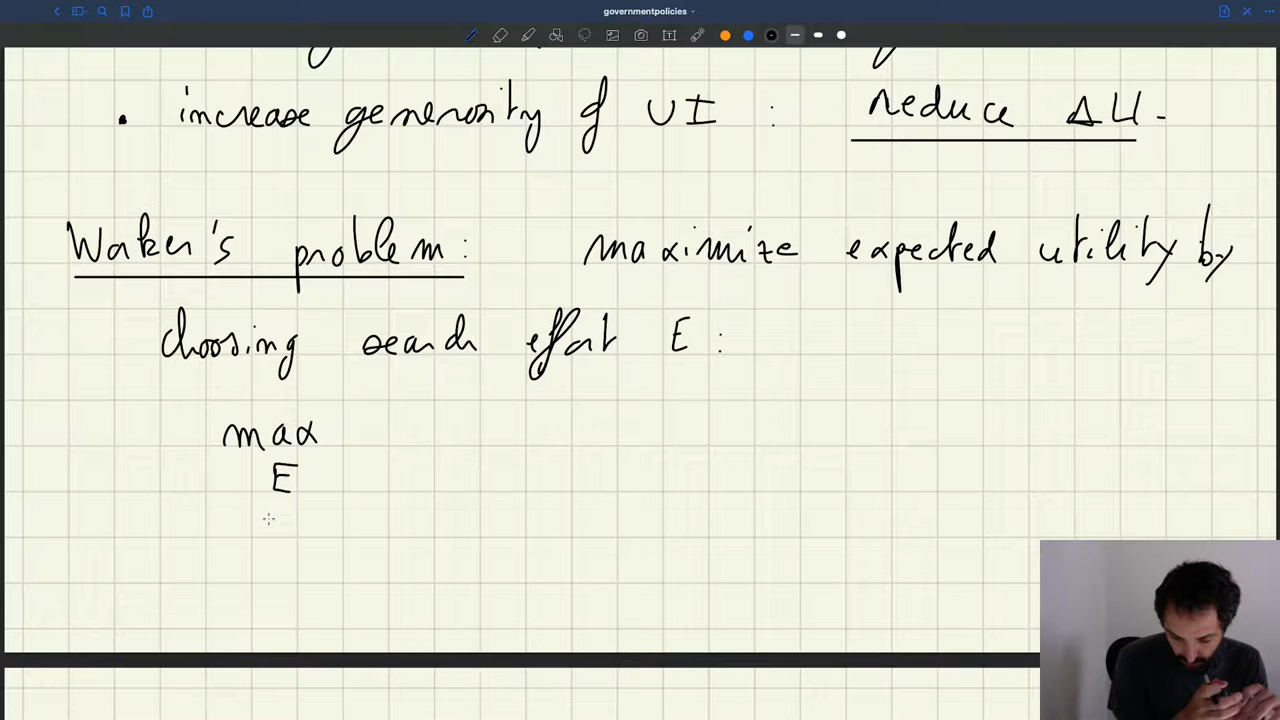 governmentpolicies
• increase generosity of UI : reduce ΔU.
Worker's problem: maximize expected utility by
choosing search effort E :
max
E